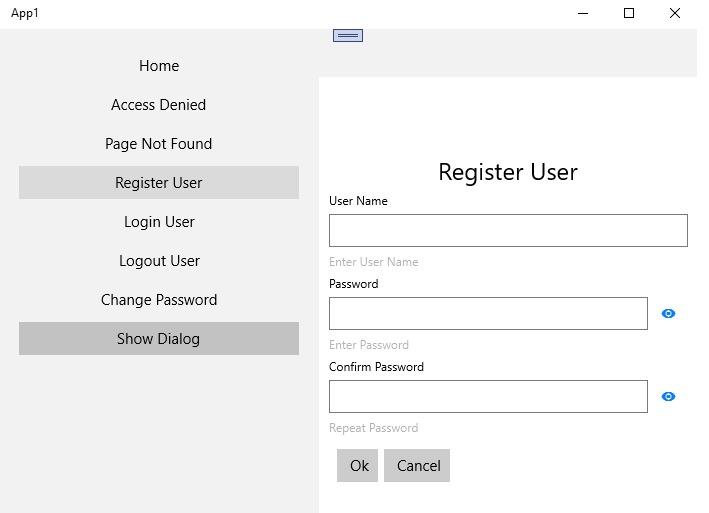 App1
Home
Access Denied
Page Not Found
Register User
Login User
Logout User
Change Password
Show Dialog
Register User
User Name
Enter User Name
Password
Enter Password
Confirm Password
Repeat Password
Ok Cancel